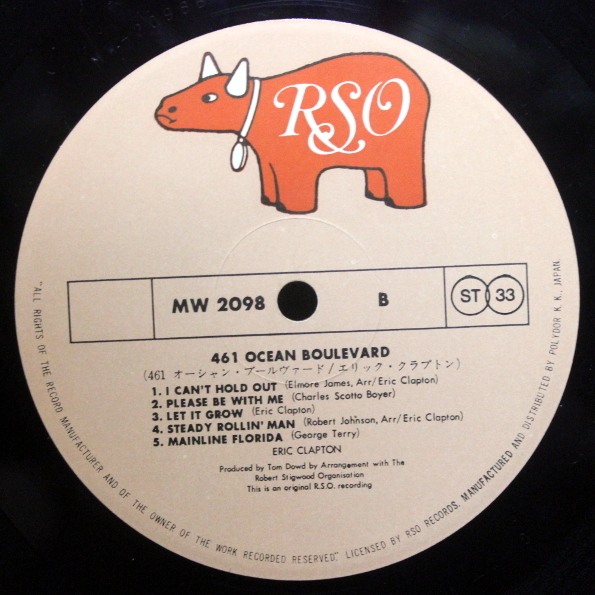 RSO
MW 2098 B ST 33
461 OCEAN BOULEVARD
(461 オーシャン・ブールヴァード/エリック・クラプトン)
1. I CAN'T HOLD OUT (Elmore James, Arr/Eric Clapton)
2. PLEASE BE WITH ME (Charles Scotto Boyer)
3. LET IT GROW (Eric Clapton)
4. STEADY ROLLIN' MAN (Robert Johnson, Arr/Eric Clapton)
5. MAINLINE FLORIDA (George Terry)
ERIC CLAPTON
Produced by Tom Dowd by Arrangement with The
Robert Stigwood Organisation
This is an original R.S.O. recording
"ALL RIGHTS OF THE RECORD MANUFACTURER AND OF THE OWNER OF THE WORK RECORDED RESERVED". LICENSED BY RSO RECORDS. MANUFACTURED AND DISTRIBUTED BY POLYDOR K. K., JAPAN.